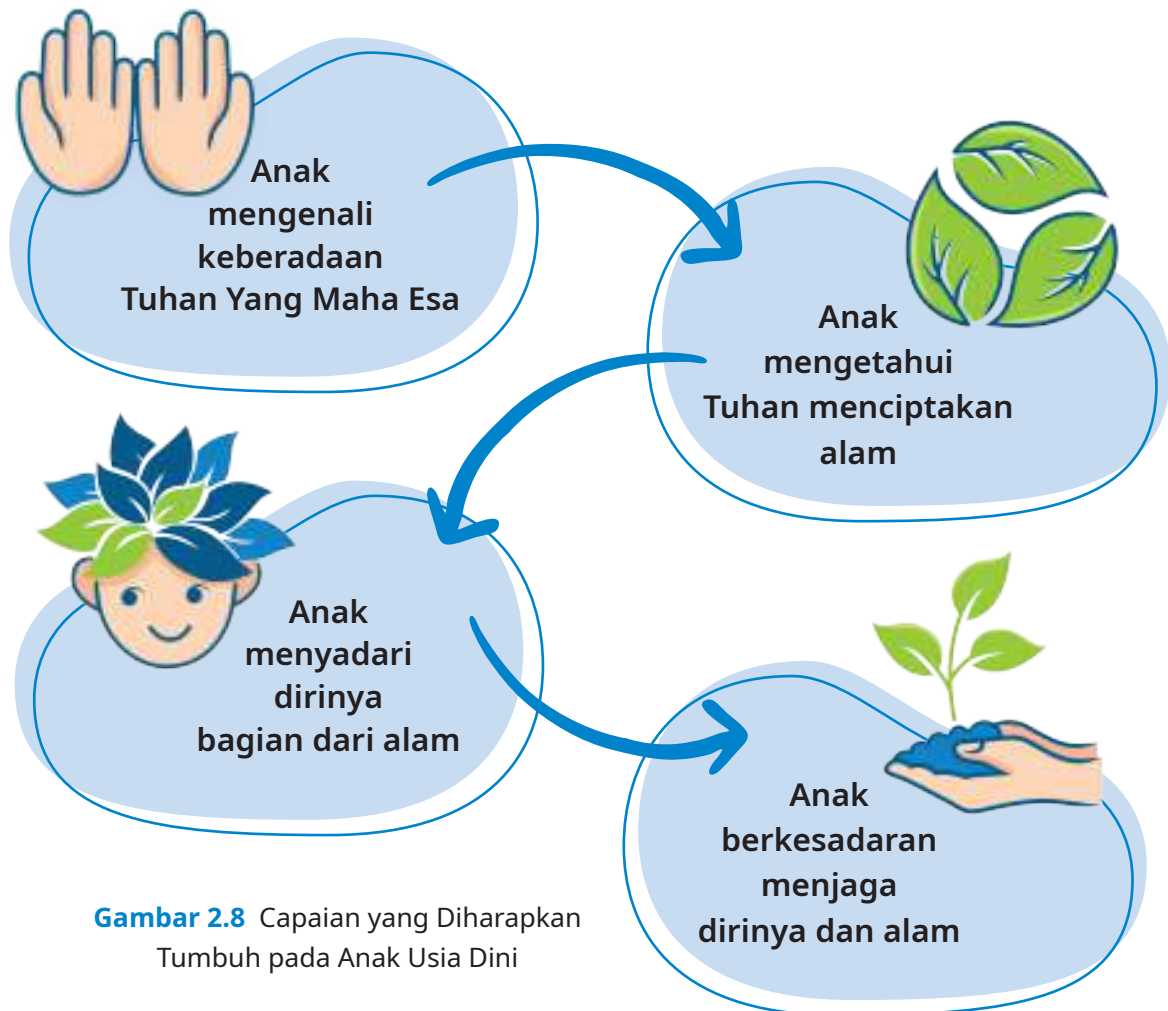 Anak
mengenali
keberadaan
Tuhan Yang Maha Esa
Anak
mengetahui
Tuhan menciptakan
alam
Anak
menyadari
dirinya
bagian dari alam
Anak
berkesadaran
menjaga
dirinya dan alam
Gambar 2.8 Capaian yang Diharapkan
Tumbuh pada Anak Usia Dini